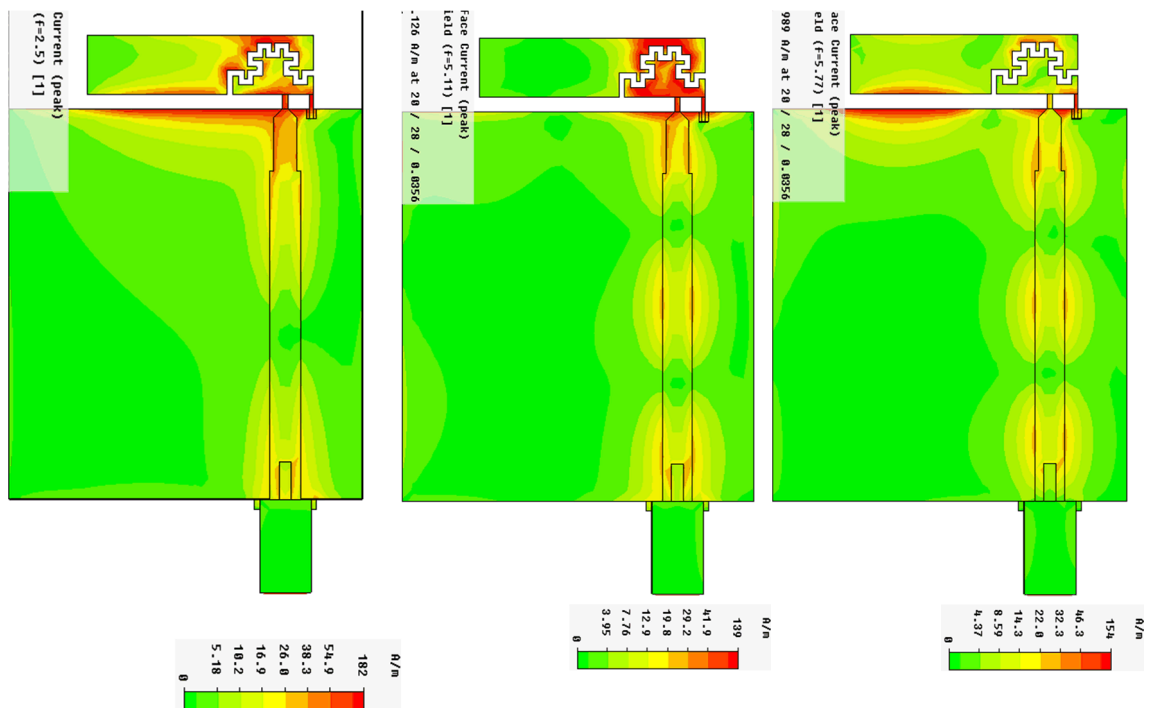 Current (peak)
(f=2.5) [1]
Face Current (peak)
ield (f=5.11) [1]
.126 A/m at 20 / 28 / 0.0356
ace Current (peak
eld (f=5.77) [1]
989 A/m at 20 / 28 / 0.0356
A/m
182
54.9
38.3
26.0
16.9
10.2
5.18
0
A/m
139
41.9
29.2
19.8
12.9
7.76
3.95
0
A/m
154
46.3
32.3
22.0
14.3
8.59
4.37
0